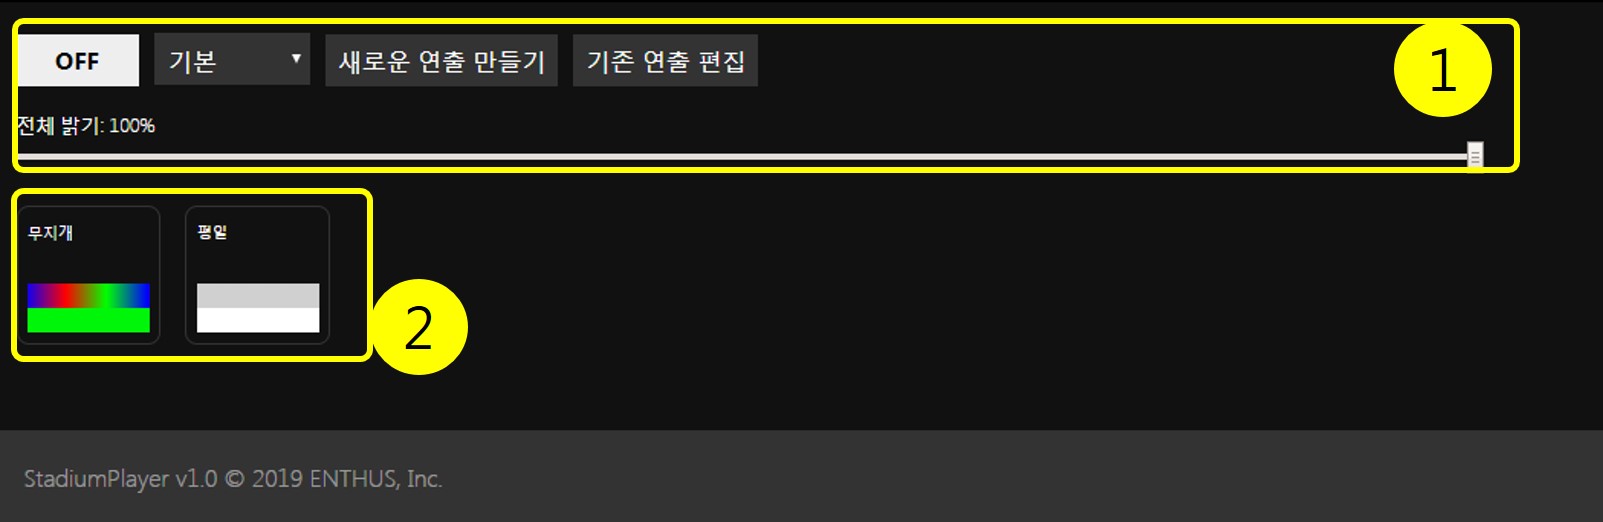 OFF 기본 새로운 연출 만들기 기존 연출 편집 1
전체 밝기: 100%
무지개 평일
2
StadiumPlayer v1.0 © 2019 ENTHUS, Inc.